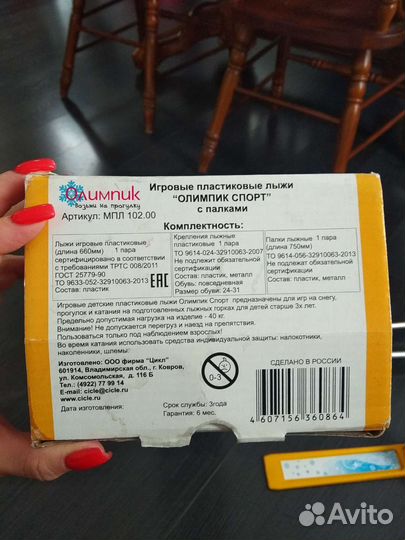 Олимпик
возьми на прогулку
Артикул: МПЛ 102.00
Игровые пластиковые лыжи
"ОЛИМПИК СПОРТ"
с палками
Комплектность:
Лыжи игровые пластиковые
(длина 660мм) 1 пара
сертифицировано в соответствии
с требованиями ТРТС 008/2011
ГОСТ 25779-90
ТО 9633-052-32910063-2013
Состав: пластик
EAC
Крепления лыжные
пластиковые 1 пара
ТО 9614-024-32910063-2007
Не подлежит обязательной
сертификации
Состав: пластик, металл
Обувь: повседневная
Размер обуви: 24-31
Палки лыжные 1 пара
(длина 750мм)
ТО 9614-056-32910063-2013
Не подлежат обязательной
сертификации
Состав: пластик, металл
Игровые детские пластиковые лыжи Олимпик Спорт предназначены для игр на снегу,
прогулок и катания на подготовленных лыжных горках для детей старше 3х лет.
Предельно допустимая нагрузка на изделие - 40 кг.
Внимание! Не допускается перегруз и наезд на препятствия.
Пользоваться только под наблюдением взрослых!
Во время катания использовать средства индивидуальной защиты: налокотники,
наколенники, шлемы.
Изготовлено: ООО фирма "Цикл"
601914, Владимирская обл., г. Ковров,
ул. Комсомольская, д. 116 Б
Тел.: (4922) 77 99 14
E-mail: cicle@cicle.ru
www.cicle.ru
Дата изготовления:
0-3
Срок службы: 3года
Гарантия: 6 мес.
СДЕЛАНО В РОССИИ
4 607156 360864
Avito